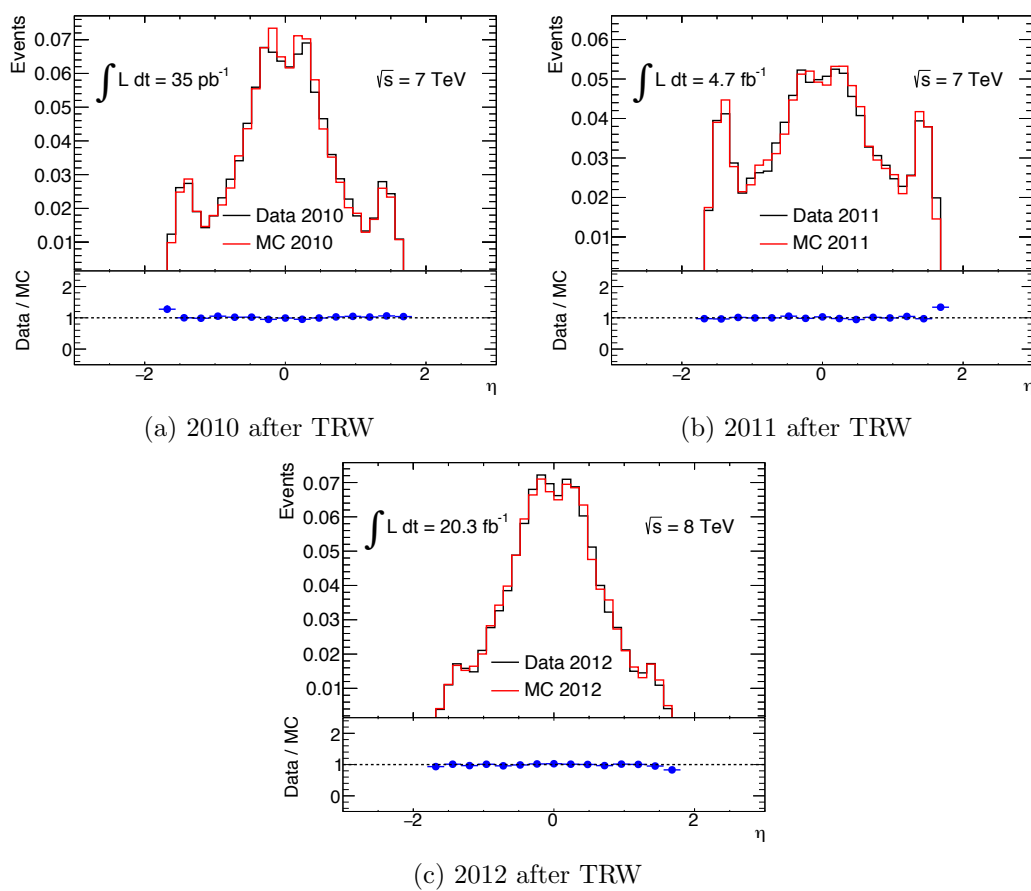 Events
0.07
0.06
0.05
0.04
0.03
0.02
0.01
∫ L dt = 35 pb⁻¹
√s = 7 TeV
Data 2010
MC 2010
Data / MC
2
1
0
−2 0 2
η
(a) 2010 after TRW
Events
0.07
0.06
0.05
0.04
0.03
0.02
0.01
∫ L dt = 4.7 fb⁻¹
√s = 7 TeV
Data 2011
MC 2011
Data / MC
2
1
0
−2 0 2
η
(b) 2011 after TRW
Events
0.07
0.06
0.05
0.04
0.03
0.02
0.01
∫ L dt = 20.3 fb⁻¹
√s = 8 TeV
Data 2012
MC 2012
Data / MC
2
1
0
−2 0 2
η
(c) 2012 after TRW